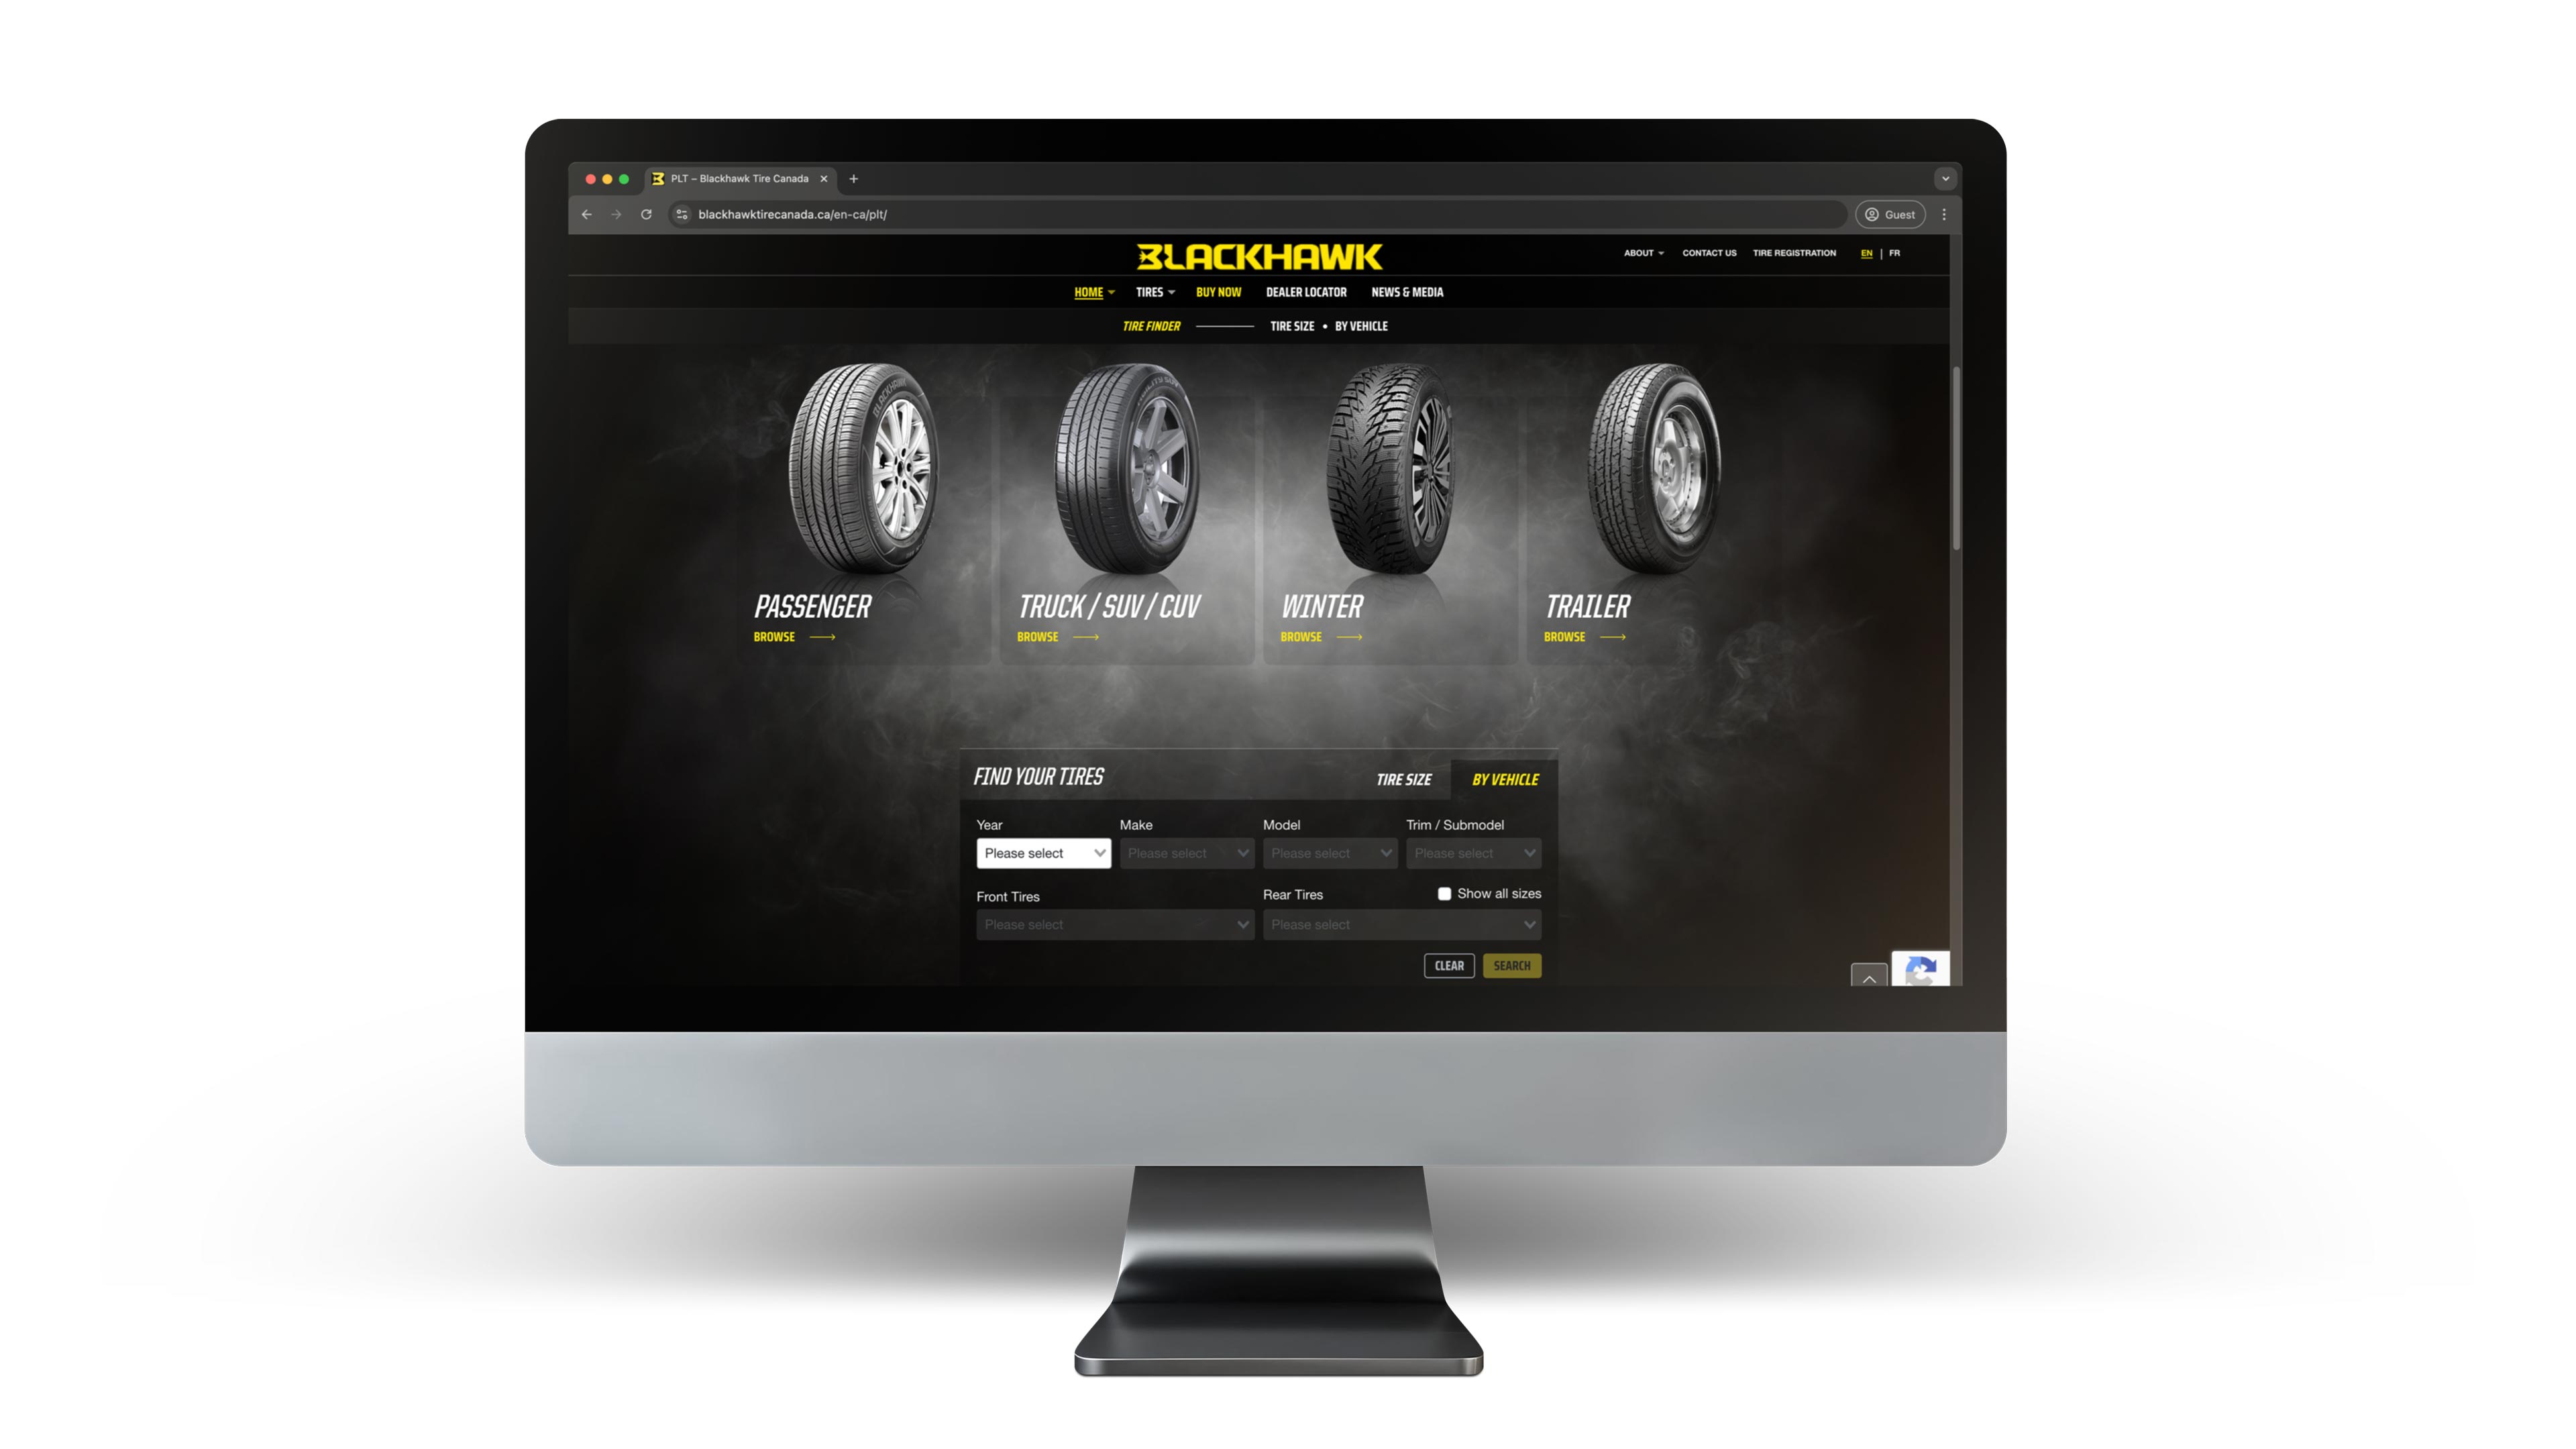 PLT – Blackhawk Tire Canada
blackhawktirecanada.ca/en-ca/plt/
Guest
BLACKHAWK
ABOUT CONTACT US TIRE REGISTRATION EN | FR
HOME TIRES BUY NOW DEALER LOCATOR NEWS & MEDIA
TIRE FINDER TIRE SIZE • BY VEHICLE
BLACKHAWK
PASSENGER TRUCK / SUV / CUV WINTER TRAILER
BROWSE BROWSE BROWSE BROWSE
FIND YOUR TIRES TIRE SIZE BY VEHICLE
Year Make Model Trim / Submodel
Please select Please select Please select Please select
Front Tires Rear Tires Show all sizes
Please select Please select
CLEAR SEARCH